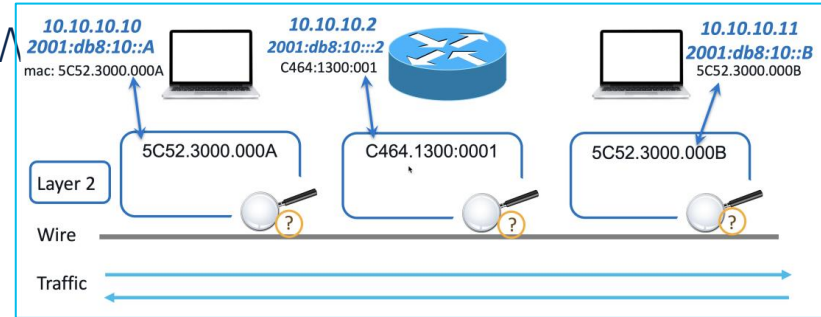 10.10.10.10
2001:db8:10::A
mac: 5C52.3000.000A
10.10.10.2
2001:db8:10:::2
C464:1300:001
10.10.10.11
2001:db8:10::B
5C52.3000.000B
5C52.3000.000A
C464.1300:0001
5C52.3000.000B
Layer 2
?
?
?
Wire
Traffic